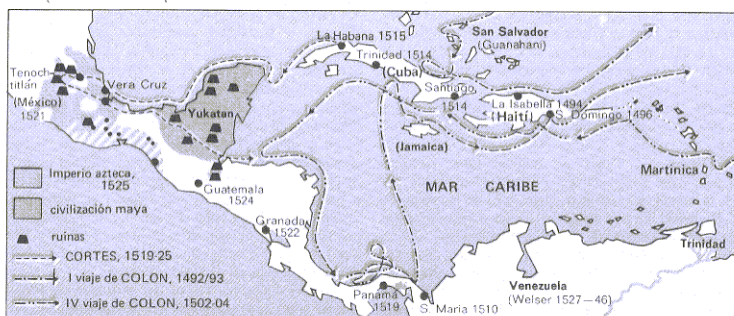 La Habana 1515
San Salvador
(Guanahani)
Trinidad 1514
(Cuba)
Tenoch-
titlán
(México)
1521
Vera Cruz
Yukatan
Santiago
1514
La Isabella 1494
(Haití)
S. Domingo 1496
(Jamaica)
Martinica
MAR CARIBE
Imperio azteca,
1525
civilización maya
ruinas
CORTES, 1519-25
I viaje de COLON, 1492/93
IV viaje de COLON, 1502-04
Guatemala
1524
Granada
1522
Panamá
1519
S. Maria 1510
Venezuela
(Welser 1527–46)
Trinidad